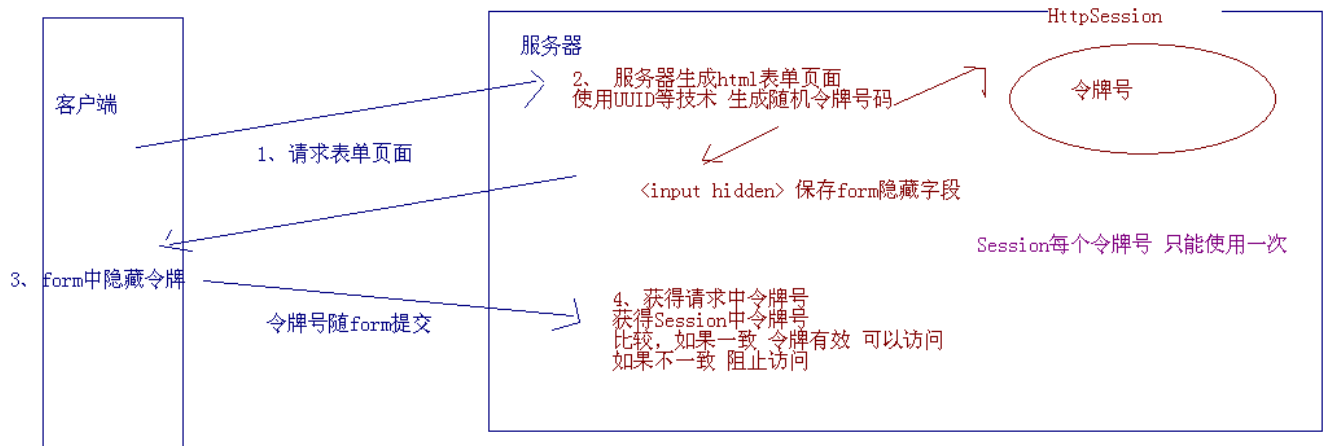 HttpSession
服务器
2、 服务器生成html表单页面
使用UUID等技术 生成随机令牌号码
令牌号
客户端
1、请求表单页面
<input hidden> 保存form隐藏字段
Session每个令牌号 只能使用一次
3、form中隐藏令牌
令牌号随form提交
4、获得请求中令牌号
获得Session中令牌号
比较，如果一致 令牌有效 可以访问
如果不一致 阻止访问